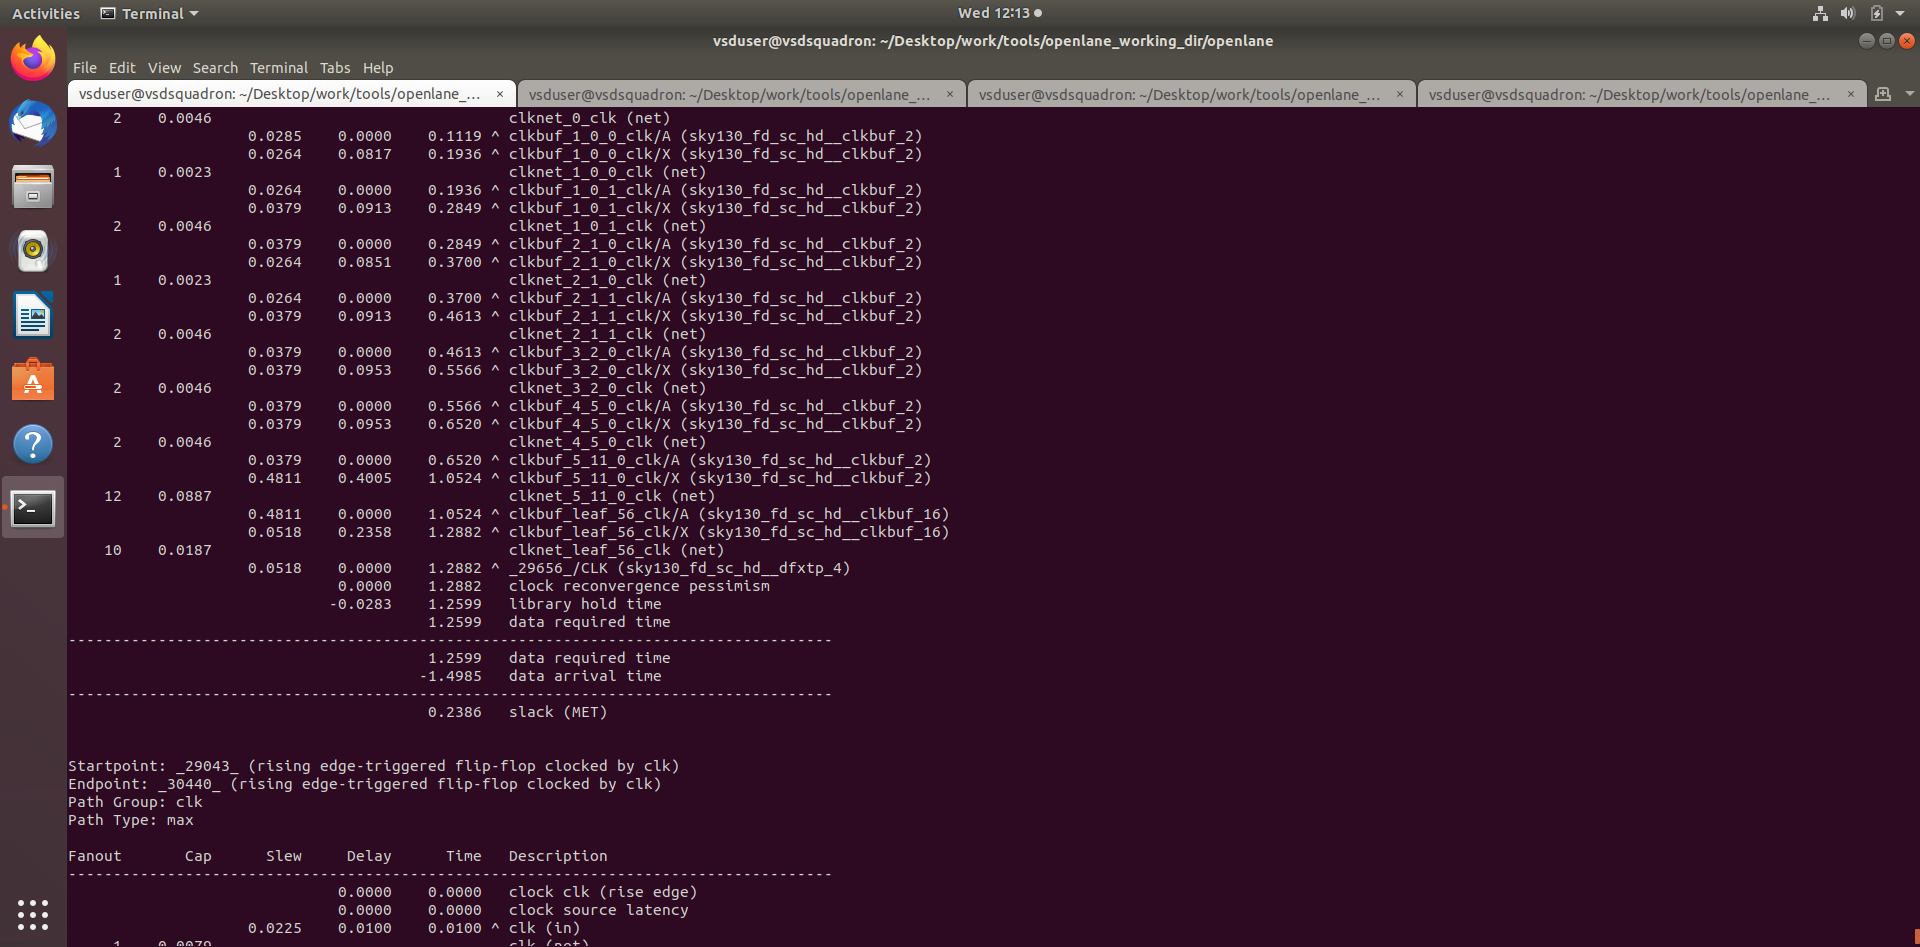 Activities Terminal Wed 12:13
vsduser@vsdsquadron: ~/Desktop/work/tools/openlane_working_dir/openlane
File Edit View Search Terminal Tabs Help
vsduser@vsdsquadron: ~/Desktop/work/tools/openlane_... × vsduser@vsdsquadron: ~/Desktop/work/tools/openlane_... × vsduser@vsdsquadron: ~/Desktop/work/tools/openlane_... × vsduser@vsdsquadron: ~/Desktop/work/tools/openlane_... ×
2 0.0046 clknet_0_clk (net)
0.0285 0.0000 0.1119 ^ clkbuf_1_0_0_clk/A (sky130_fd_sc_hd__clkbuf_2)
0.0264 0.0817 0.1936 ^ clkbuf_1_0_0_clk/X (sky130_fd_sc_hd__clkbuf_2)
1 0.0023 clknet_1_0_0_clk (net)
0.0264 0.0000 0.1936 ^ clkbuf_1_0_1_clk/A (sky130_fd_sc_hd__clkbuf_2)
0.0379 0.0913 0.2849 ^ clkbuf_1_0_1_clk/X (sky130_fd_sc_hd__clkbuf_2)
2 0.0046 clknet_1_0_1_clk (net)
0.0379 0.0000 0.2849 ^ clkbuf_2_1_0_clk/A (sky130_fd_sc_hd__clkbuf_2)
0.0264 0.0851 0.3700 ^ clkbuf_2_1_0_clk/X (sky130_fd_sc_hd__clkbuf_2)
1 0.0023 clknet_2_1_0_clk (net)
0.0264 0.0000 0.3700 ^ clkbuf_2_1_1_clk/A (sky130_fd_sc_hd__clkbuf_2)
0.0379 0.0913 0.4613 ^ clkbuf_2_1_1_clk/X (sky130_fd_sc_hd__clkbuf_2)
2 0.0046 clknet_2_1_1_clk (net)
0.0379 0.0000 0.4613 ^ clkbuf_3_2_0_clk/A (sky130_fd_sc_hd__clkbuf_2)
0.0379 0.0953 0.5566 ^ clkbuf_3_2_0_clk/X (sky130_fd_sc_hd__clkbuf_2)
2 0.0046 clknet_3_2_0_clk (net)
0.0379 0.0000 0.5566 ^ clkbuf_4_5_0_clk/A (sky130_fd_sc_hd__clkbuf_2)
0.0379 0.0953 0.6520 ^ clkbuf_4_5_0_clk/X (sky130_fd_sc_hd__clkbuf_2)
2 0.0046 clknet_4_5_0_clk (net)
0.0379 0.0000 0.6520 ^ clkbuf_5_11_0_clk/A (sky130_fd_sc_hd__clkbuf_2)
0.4811 0.4005 1.0524 ^ clkbuf_5_11_0_clk/X (sky130_fd_sc_hd__clkbuf_2)
12 0.0887 clknet_5_11_0_clk (net)
0.4811 0.0000 1.0524 ^ clkbuf_leaf_56_clk/A (sky130_fd_sc_hd__clkbuf_16)
0.0518 0.2358 1.2882 ^ clkbuf_leaf_56_clk/X (sky130_fd_sc_hd__clkbuf_16)
10 0.0187 clknet_leaf_56_clk (net)
0.0518 0.0000 1.2882 ^ _29656_/CLK (sky130_fd_sc_hd__dfxtp_4)
0.0000 1.2882 clock reconvergence pessimism
-0.0283 1.2599 library hold time
1.2599 data required time
-------------------------------------------------------------------------------------
1.2599 data required time
-1.4985 data arrival time
-------------------------------------------------------------------------------------
0.2386 slack (MET)
Startpoint: _29043_ (rising edge-triggered flip-flop clocked by clk)
Endpoint: _30440_ (rising edge-triggered flip-flop clocked by clk)
Path Group: clk
Path Type: max
Fanout Cap Slew Delay Time Description
-------------------------------------------------------------------------------------
0.0000 0.0000 clock clk (rise edge)
0.0000 0.0000 clock source latency
0.0225 0.0100 0.0100 ^ clk (in)
1 0.0079 clk (net)